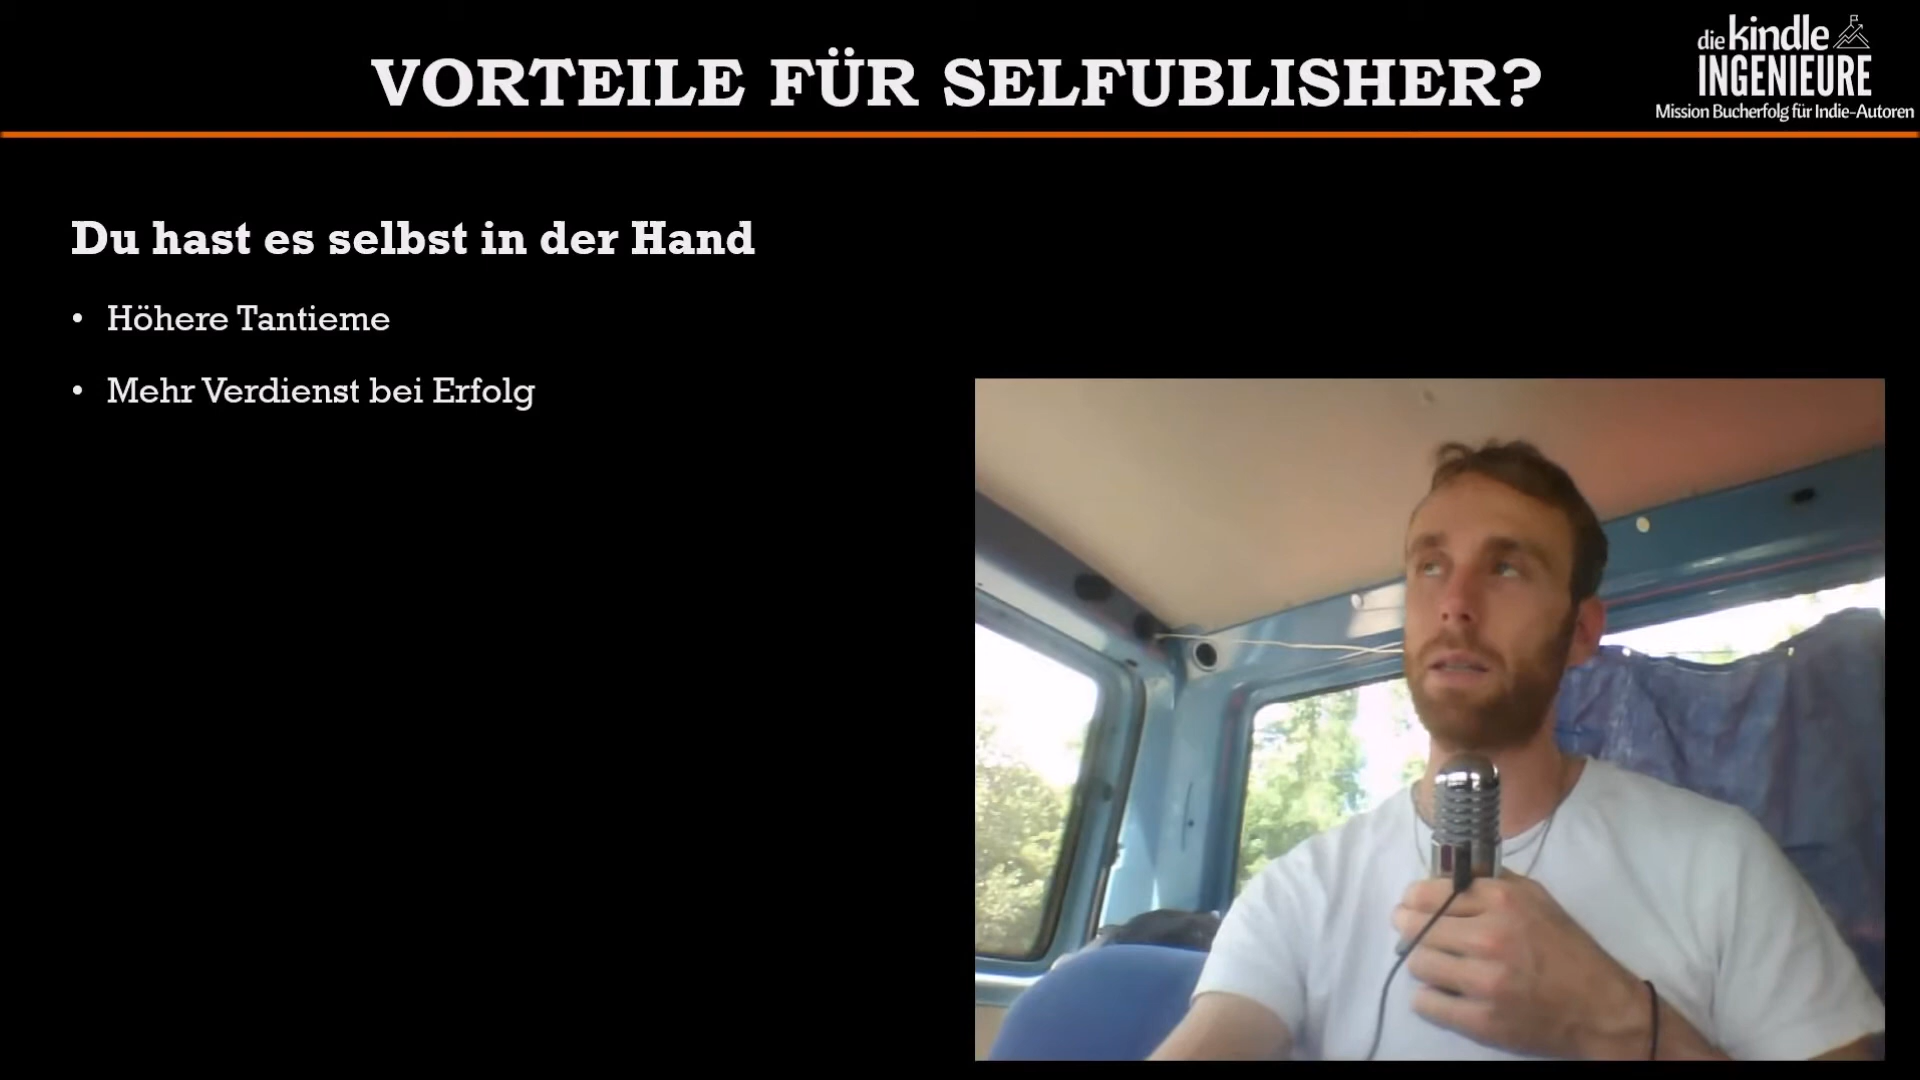 VORTEILE FÜR SELFUBLISHER?
die kindle
INGENIEURE
Mission Bucherfolg für Indie-Autoren
Du hast es selbst in der Hand
• Höhere Tantieme
• Mehr Verdienst bei Erfolg